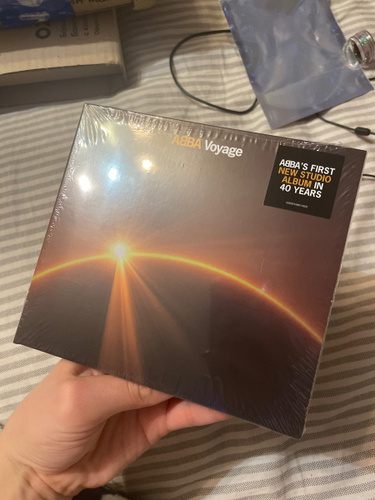 ABBA Voyage
ABBA'S FIRST
NEW STUDIO
ALBUM IN
40 YEARS